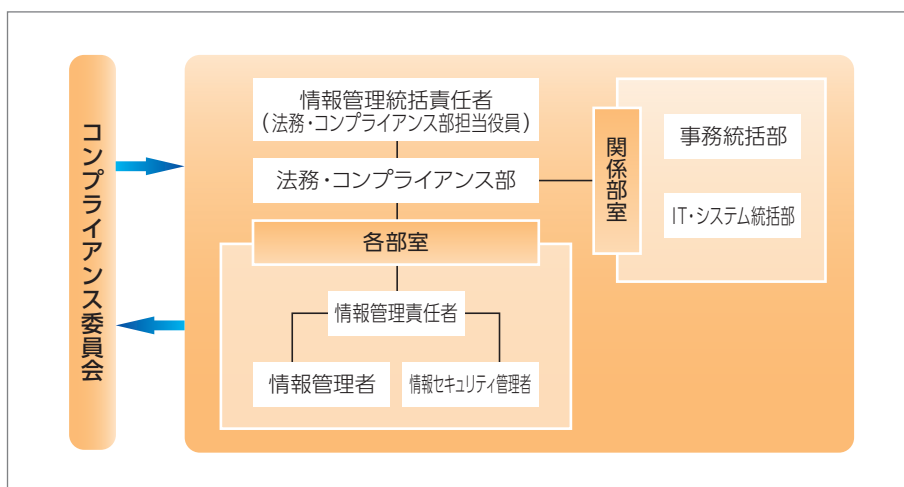 コンプライアンス委員会
情報管理統括責任者
（法務・コンプライアンス部担当役員）
法務・コンプライアンス部
関係部室
事務統括部
IT・システム統括部
各部室
情報管理責任者
情報管理者
情報セキュリティ管理者